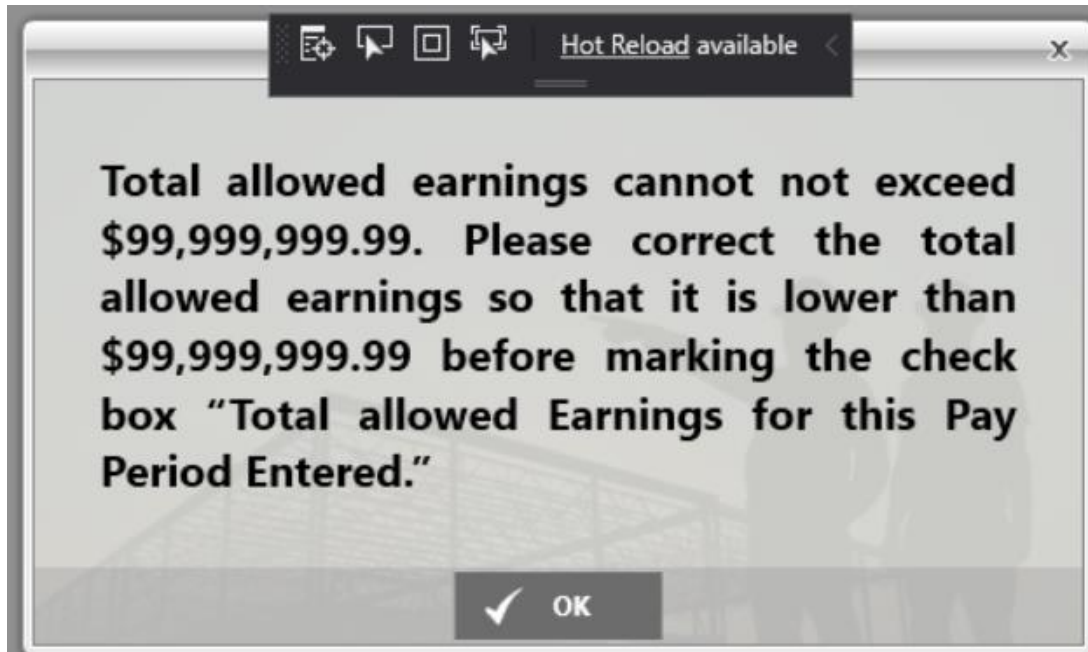 Hot Reload available
Total allowed earnings cannot not exceed
$99,999,999.99. Please correct the total
allowed earnings so that it is lower than
$99,999,999.99 before marking the check
box “Total allowed Earnings for this Pay
Period Entered.”
OK